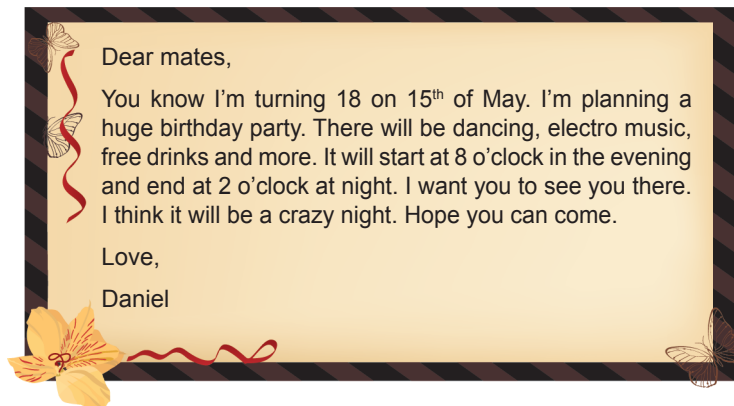 Dear mates,
You know I’m turning 18 on 15th of May. I’m planning a
huge birthday party. There will be dancing, electro music,
free drinks and more. It will start at 8 o’clock in the evening
and end at 2 o’clock at night. I want you to see you there.
I think it will be a crazy night. Hope you can come.
Love,
Daniel